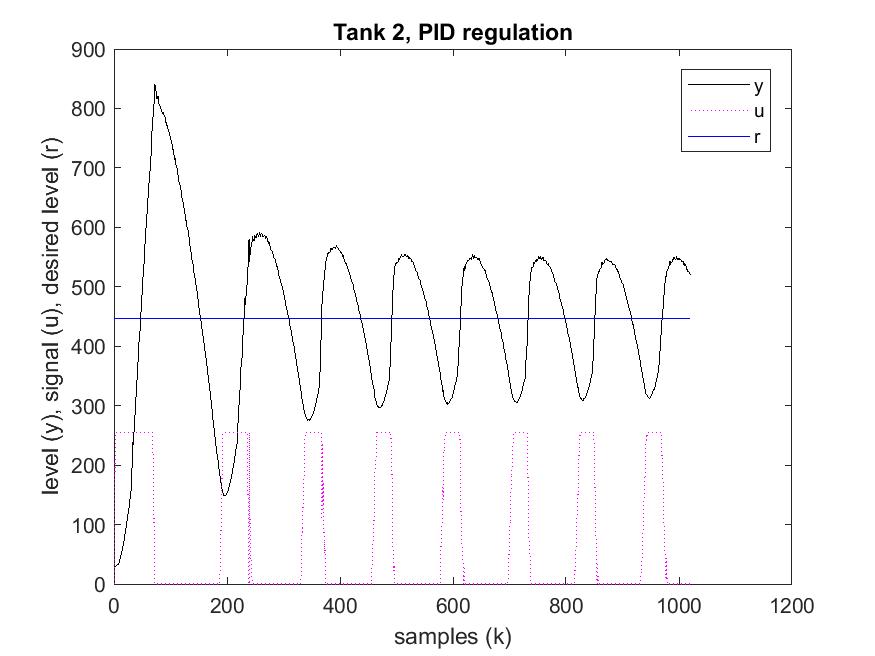 Tank 2, PID regulation
level (y), signal (u), desired level (r)
900
800
700
600
500
400
300
200
100
0
y
u
r
0 200 400 600 800 1000 1200
samples (k)